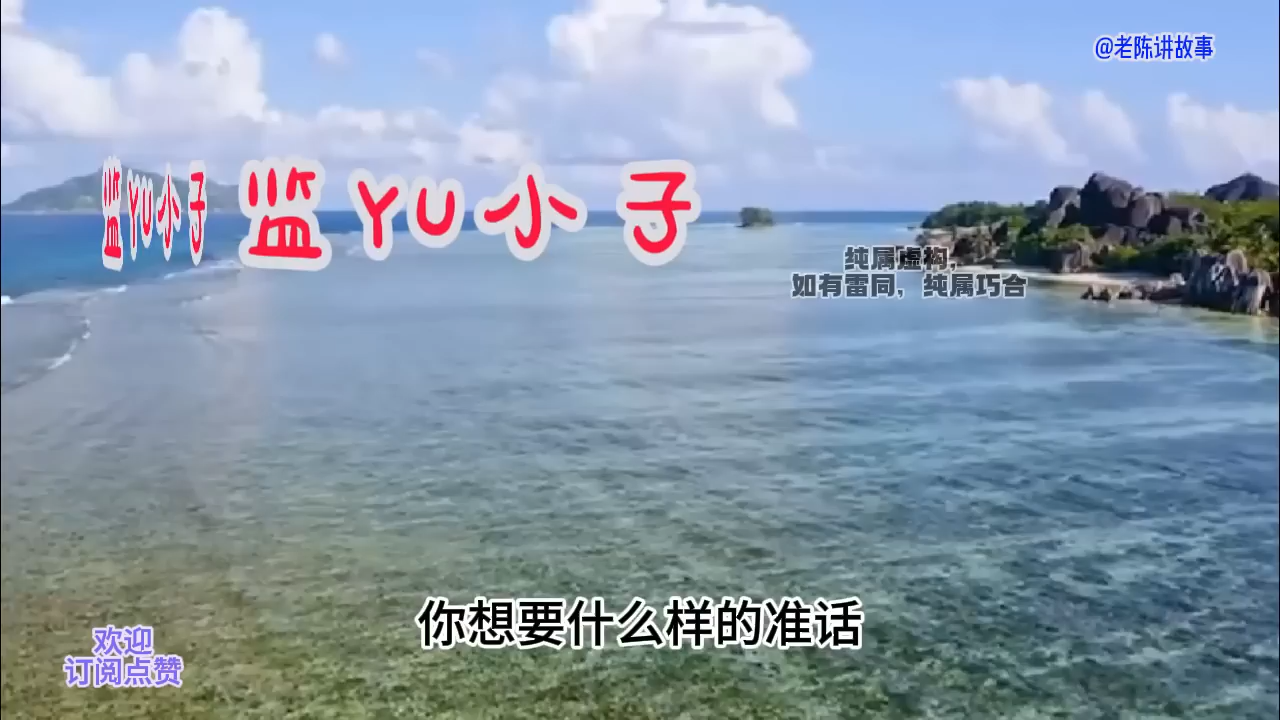 @老陈讲故事
监YU小子
监YU小子
纯属虚构，
如有雷同，纯属巧合
你想要什么样的准话
欢迎
订阅点赞